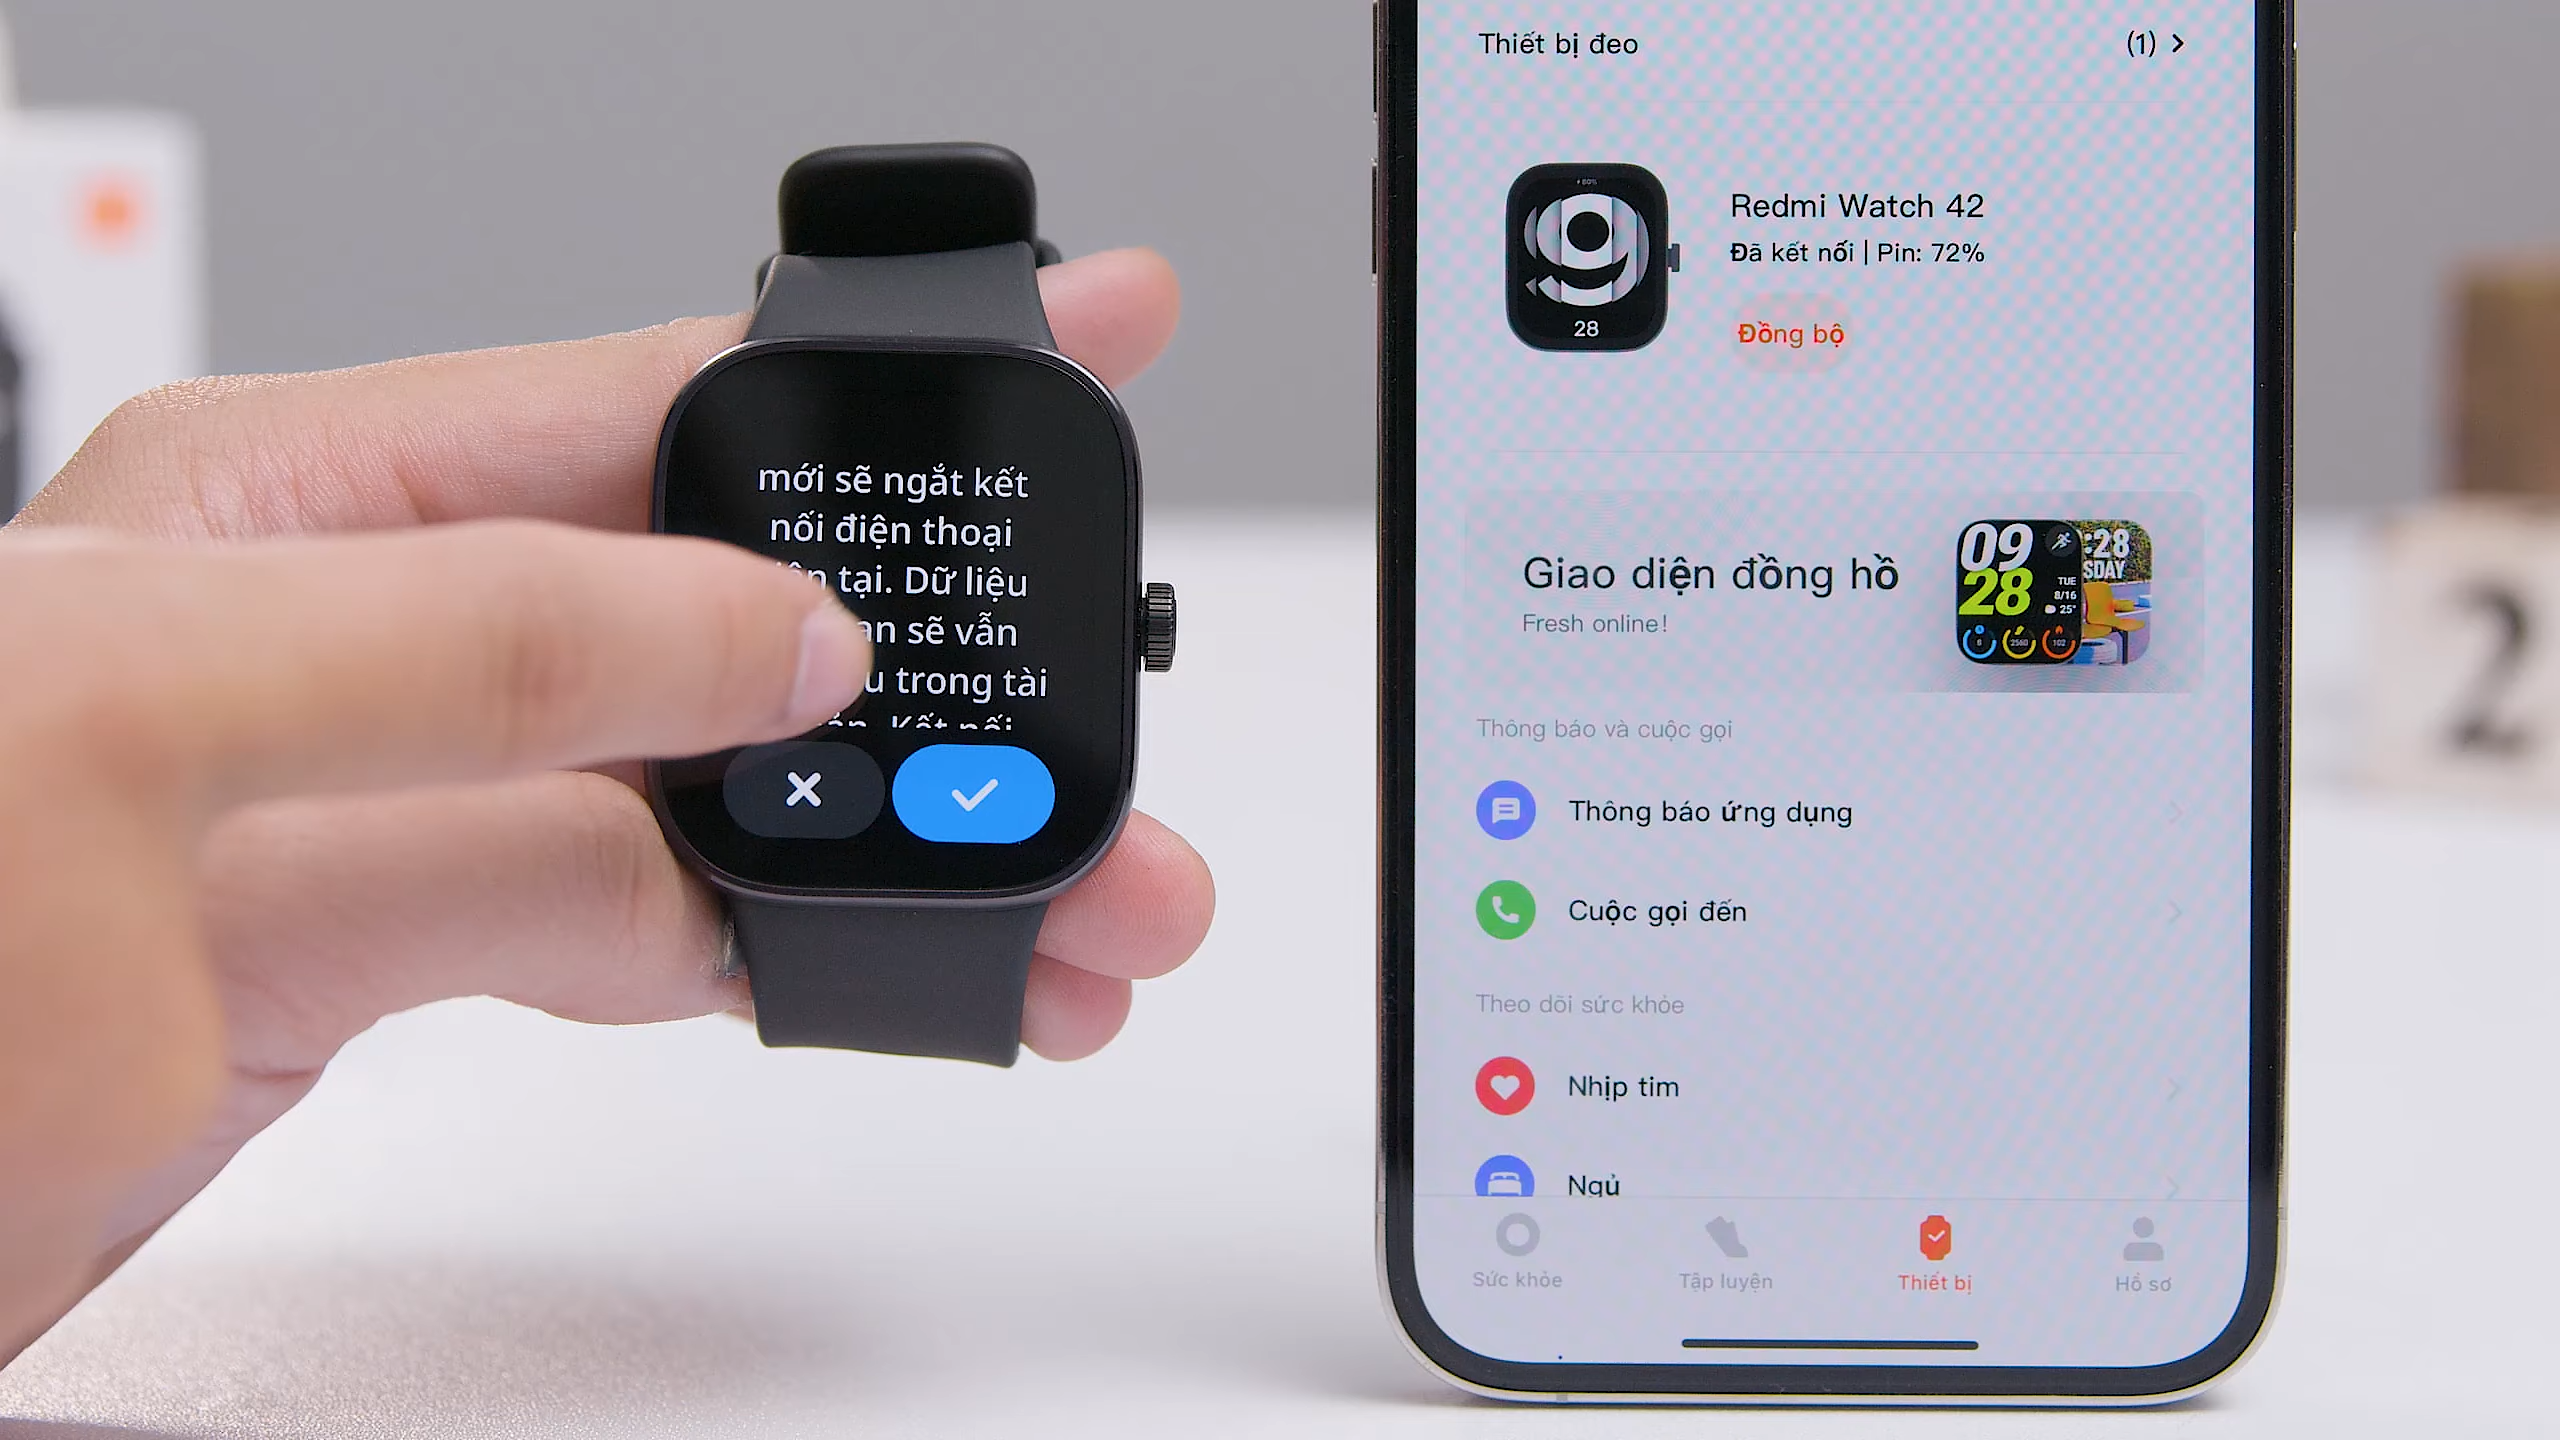 mới sẽ ngắt kết
nối điện thoại
tại. Dữ liệu
sẽ vẫn
trong tài
Kết nối
Thiết bị đeo
(1)
Redmi Watch 42
Đã kết nối | Pin: 72%
Đồng bộ
28
Giao diện đồng hồ
Fresh online!
09
28
TUE
8/16
25°
:28
SDAY
Thông báo và cuộc gọi
Thông báo ứng dụng
Cuộc gọi đến
Theo dõi sức khỏe
Nhịp tim
Ngủ
Sức khỏe
Tập luyện
Thiết bị
Hồ sơ
2